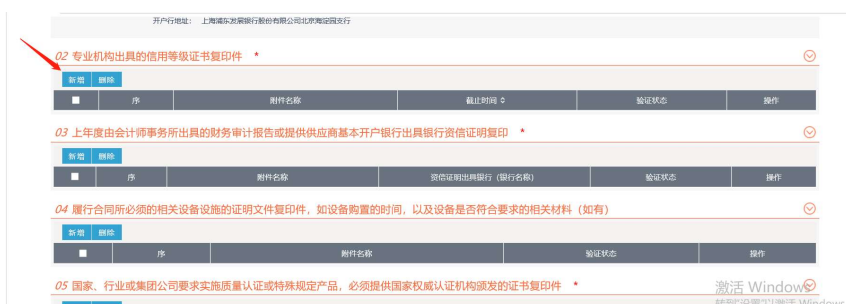 开户行地址： 上海浦东发展银行股份有限公司北京海淀园支行
02 专业机构出具的信用等级证书复印件 *
新增 删除
序 附件名称 截止时间 验证状态 操作
03 上年度由会计师事务所出具的财务审计报告或提供供应商基本开户银行出具银行资信证明复印 *
新增 删除
序 附件名称 资信证明出具银行（银行名称） 验证状态 操作
04 履行合同所必须的相关设备设施的证明文件复印件，如设备购置的时间，以及设备是否符合要求的相关材料（如有）
新增 删除
序 附件名称 验证状态 操作
05 国家、行业或集团公司要求实施质量认证或特殊规定产品，必须提供国家权威认证机构颁发的证书复印件 *
激活 Windows
转到"设置"以激活 Windows